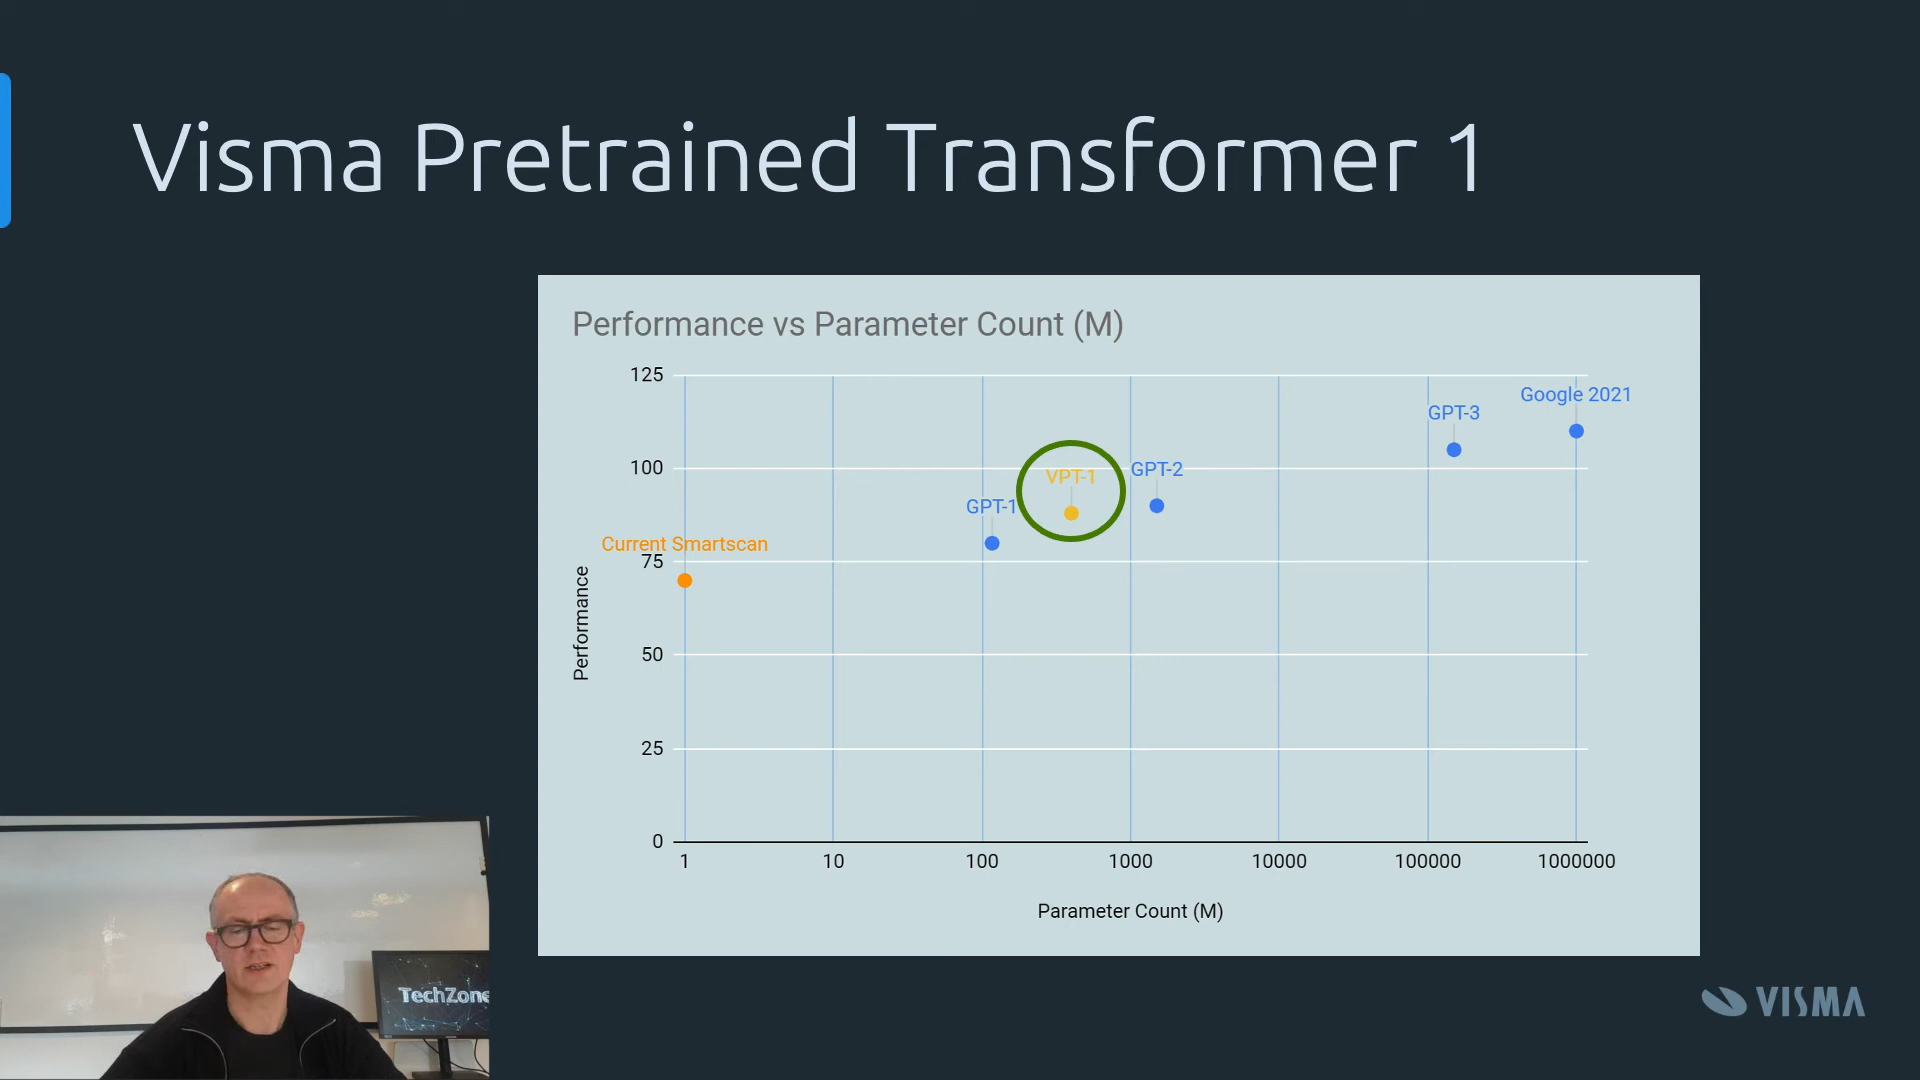 Visma Pretrained Transformer 1
Performance vs Parameter Count (M)
125
100
75
50
25
0
Performance
Google 2021
GPT-3
GPT-2
VPT-1
GPT-1
Current Smartscan
1 10 100 1000 10000 100000 1000000
Parameter Count (M)
TechZone
VISMA